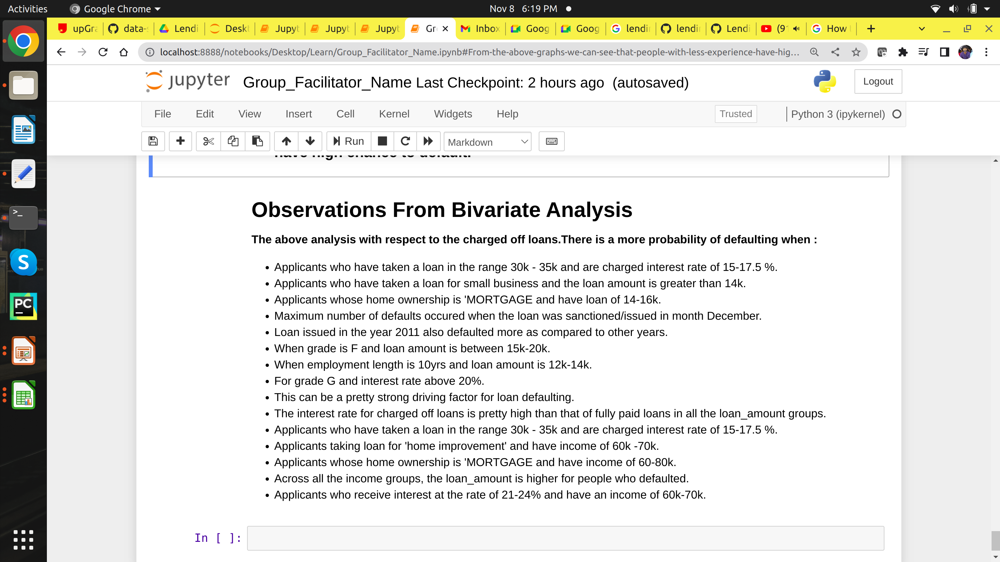 Activities Google Chrome Nov 8 6:19 PM
upGra data-s Lendi Deskt Jupyt Jupyt Jupyt Gr Inbox Goog Goog lendin lendin Lendi (9 How
localhost:8888/notebooks/Desktop/Learn/Group_Facilitator_Name.ipynb#From-the-above-graphs-we-can-see-that-people-with-less-experience-have-hig...
jupyter Group_Facilitator_Name Last Checkpoint: 2 hours ago (autosaved) Logout
File Edit View Insert Cell Kernel Widgets Help Trusted Python 3 (ipykernel)
Run Markdown
have high chance to default.
Observations From Bivariate Analysis
The above analysis with respect to the charged off loans.There is a more probability of defaulting when :
• Applicants who have taken a loan in the range 30k - 35k and are charged interest rate of 15-17.5 %.
• Applicants who have taken a loan for small business and the loan amount is greater than 14k.
• Applicants whose home ownership is 'MORTGAGE and have loan of 14-16k.
• Maximum number of defaults occured when the loan was sanctioned/issued in month December.
• Loan issued in the year 2011 also defaulted more as compared to other years.
• When grade is F and loan amount is between 15k-20k.
• When employment length is 10yrs and loan amount is 12k-14k.
• For grade G and interest rate above 20%.
• This can be a pretty strong driving factor for loan defaulting.
• The interest rate for charged off loans is pretty high than that of fully paid loans in all the loan_amount groups.
• Applicants who have taken a loan in the range 30k - 35k and are charged interest rate of 15-17.5 %.
• Applicants taking loan for 'home improvement' and have income of 60k -70k.
• Applicants whose home ownership is 'MORTGAGE and have income of 60-80k.
• Across all the income groups, the loan_amount is higher for people who defaulted.
• Applicants who receive interest at the rate of 21-24% and have an income of 60k-70k.
In [ ]:
>_
S
PC